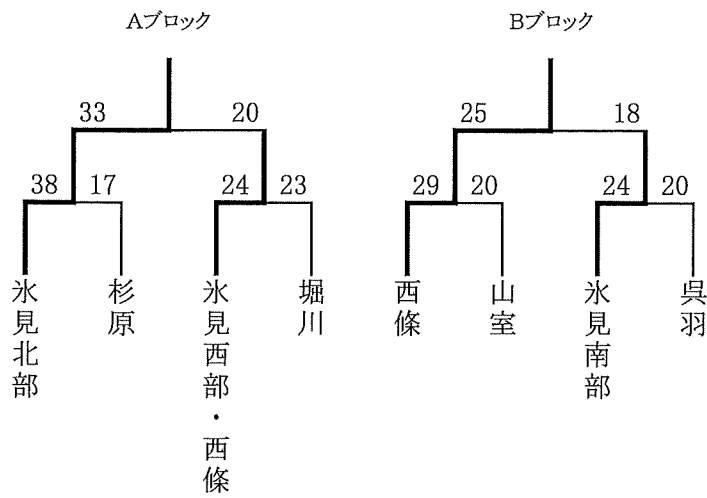 Aブロック
Bブロック
33 20
25 18
38 17 24 23
29 20 24 20
氷見北部
杉原
氷見西部・西條
堀川
西條
山室
氷見南部
呉羽